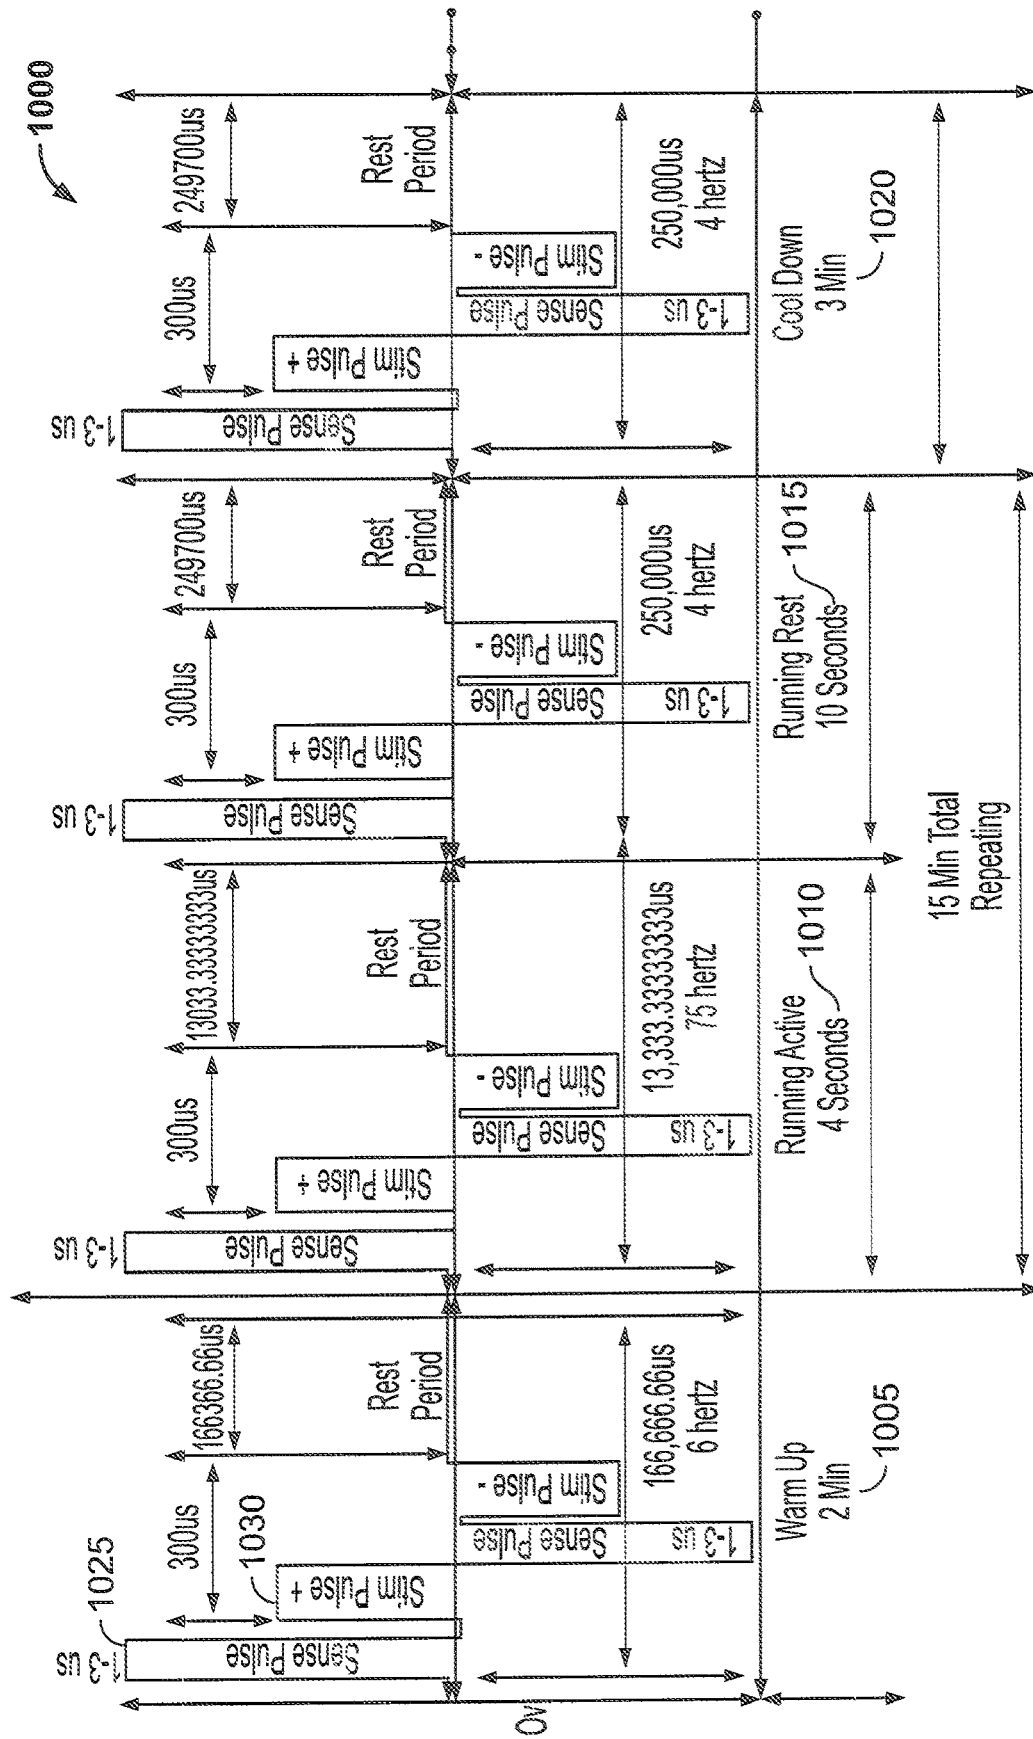 1000
0v
1-3 us
1025
Sense Pulse
300us
1030
Stim Pulse +
166366.66us
Rest
Period
Sense Pulse
1-3 us
Stim Pulse -
166,666.66us
6 hertz
Warm Up
2 Min
1005
1-3 us
Sense Pulse
300us
Stim Pulse +
13033.33333333us
Rest
Period
Sense Pulse
1-3 us
Stim Pulse -
13,333.33333333us
75 hertz
Running Active
4 Seconds
1010
1-3 us
Sense Pulse
300us
Stim Pulse +
249700us
Rest
Period
Sense Pulse
1-3 us
Stim Pulse -
250,000us
4 hertz
Running Rest
10 Seconds
1015
15 Min Total
Repeating
1-3 us
Sense Pulse
300us
Stim Pulse +
249700us
Rest
Period
Sense Pulse
1-3 us
Stim Pulse -
250,000us
4 hertz
Cool Down
3 Min
1020